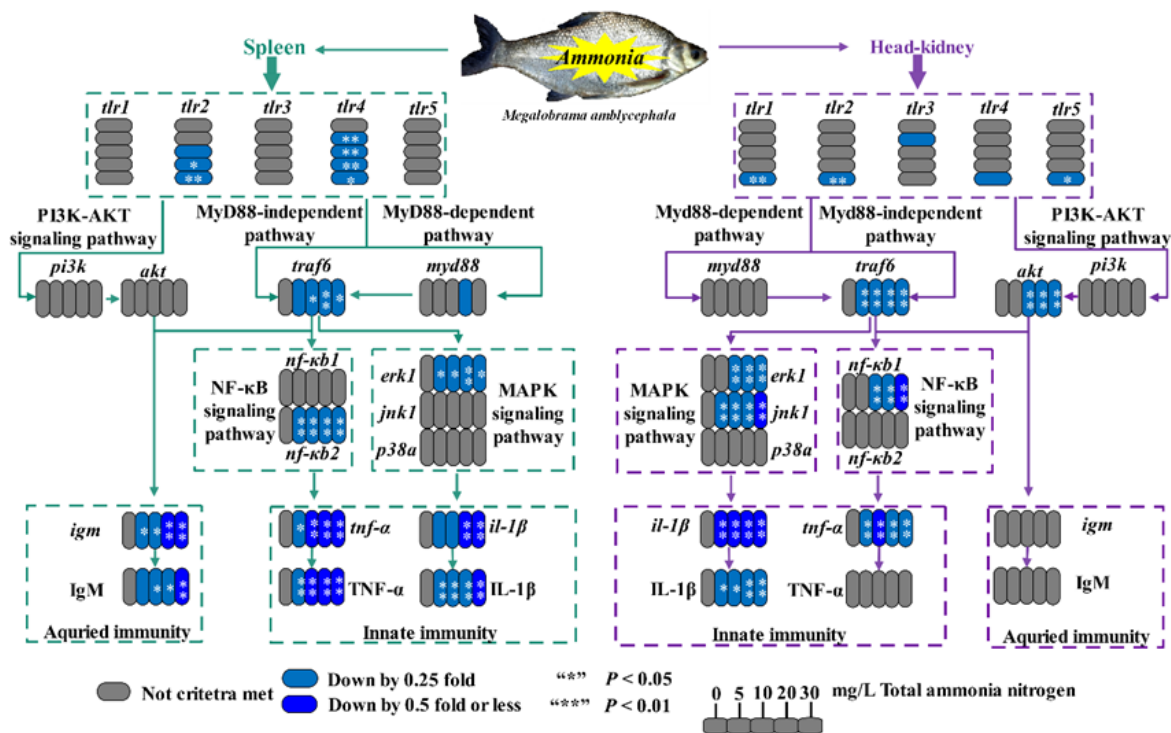 Spleen
Ammonia
Head-kidney
Megalobrama amblycephala
tlr1 tlr2 tlr3 tlr4 tlr5
tlr1 tlr2 tlr3 tlr4 tlr5
** 
* **
** ** ** *
** ** *
PI3K-AKT
signaling pathway
MyD88-independent
pathway
MyD88-dependent
pathway
Myd88-dependent
pathway
Myd88-independent
pathway
PI3K-AKT
signaling pathway
pi3k akt traf6 myd88
myd88 traf6 akt pi3k
nf-κb1
NF-κB
signaling
pathway
nf-κb2
erk1
jnk1
p38a
MAPK
signaling
pathway
MAPK
signaling
pathway
erk1
jnk1
p38a
nf-κb1
NF-κB
signaling
pathway
nf-κb2
igm
IgM
Aquried immunity
tnf-α il-1β
TNF-α IL-1β
Innate immunity
il-1β tnf-α
IL-1β TNF-α
Innate immunity
igm
IgM
Aquried immunity
Not critetra met
Down by 0.25 fold
Down by 0.5 fold or less
“*” P < 0.05
“**” P < 0.01
0 5 10 20 30 mg/L Total ammonia nitrogen